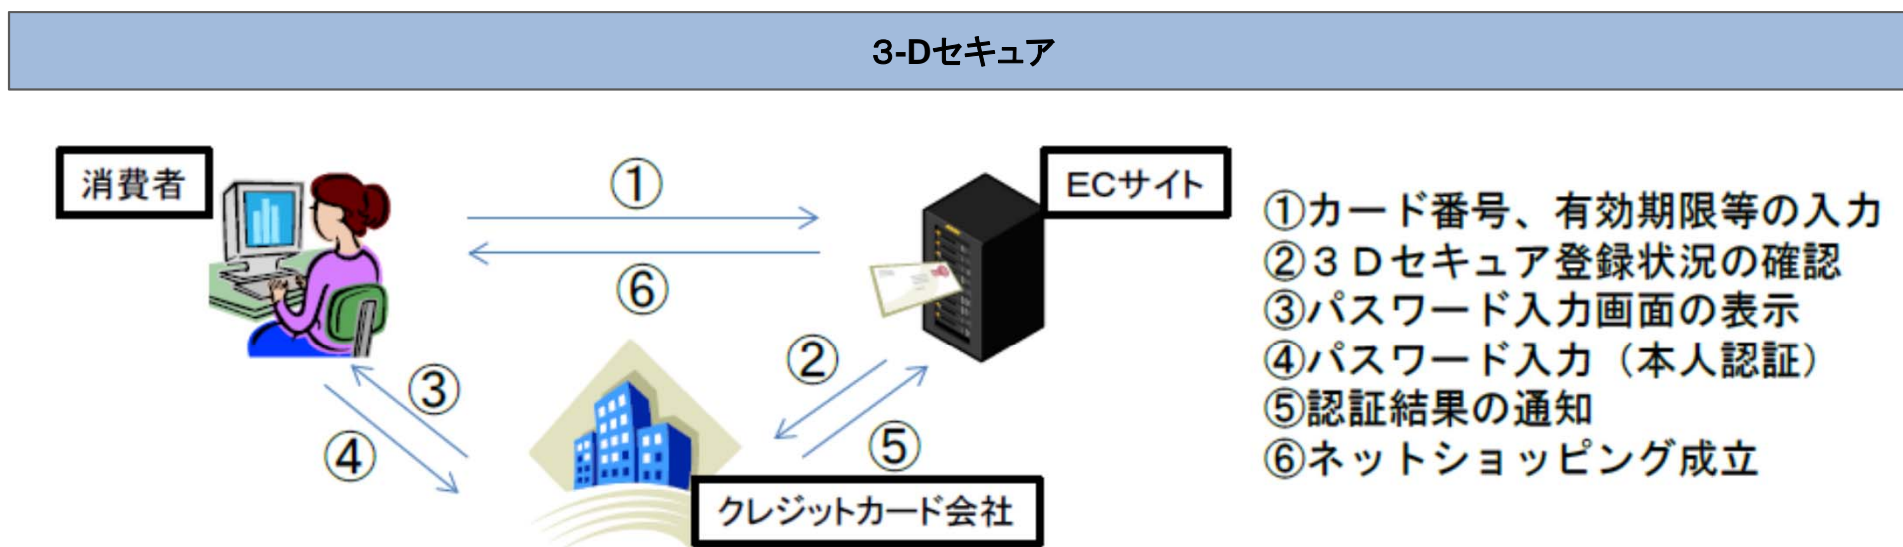 ３-Dセキュア
消費者
①
ECサイト
⑥
②
③
④
⑤
クレジットカード会社
①カード番号、有効期限等の入力
②３Ｄセキュア登録状況の確認
③パスワード入力画面の表示
④パスワード入力（本人認証）
⑤認証結果の通知
⑥ネットショッピング成立